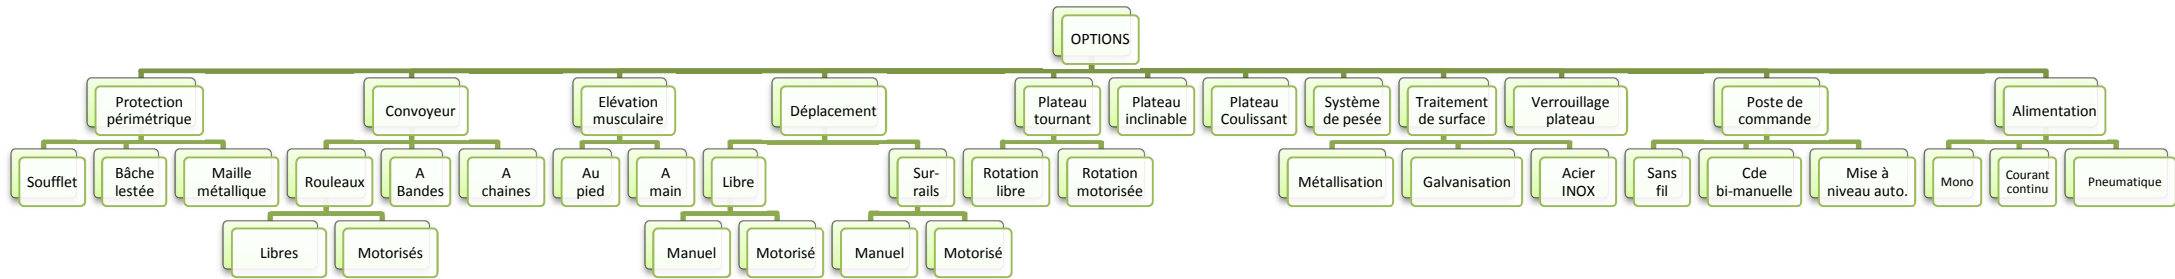 OPTIONS
Protection
périmétrique
Convoyeur
Elévation
musculaire
Déplacement
Plateau
tournant
Plateau
inclinable
Plateau
Coulissant
Système
de pesée
Traitement
de surface
Verrouillage
plateau
Poste de
commande
Alimentation
Soufflet
Bâche
lestée
Maille
métallique
Rouleaux
A
Bandes
A
chaines
Au
pied
A
main
Libre
Sur-
rails
Rotation
libre
Rotation
motorisée
Métallisation
Galvanisation
Acier
INOX
Sans
fil
Cde
bi-manuelle
Mise à
niveau auto.
Mono
Courant
continu
Pneumatique
Libres
Motorisés
Manuel
Motorisé
Manuel
Motorisé